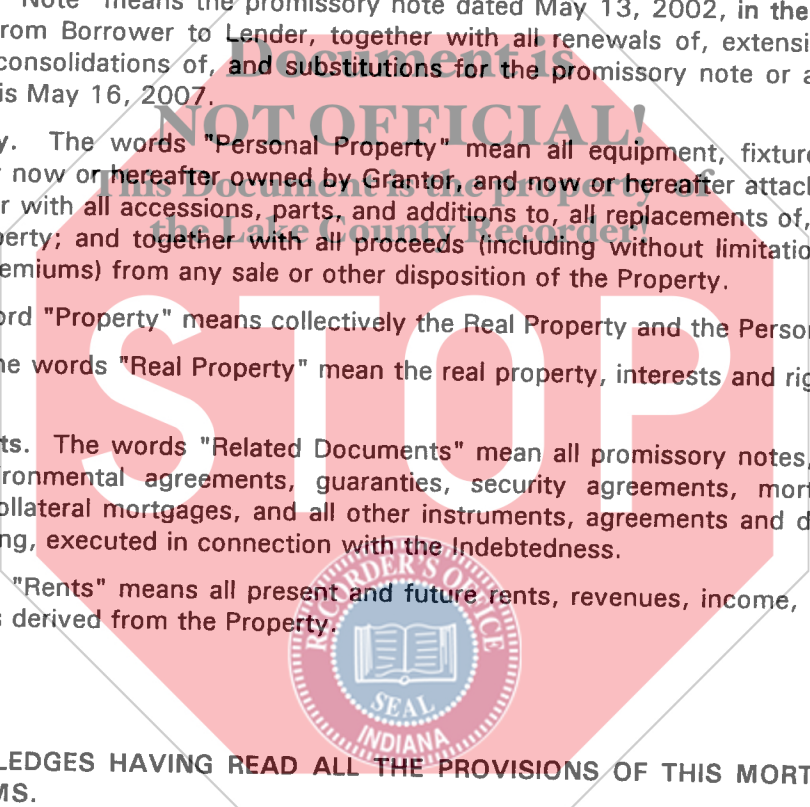 "Note" means the promissory note dated May 13, 2002, in the
from Borrower to Lender, together with all renewals of, extensi
consolidations of, and substitutions for the promissory note or a
is May 16, 2007.
y. The words "Personal Property" mean all equipment, fixture
now or hereafter owned by Grantor, and now or hereafter attach
r with all accessions, parts, and additions to, all replacements of,
perty; and together with all proceeds (including without limitatio
emiums) from any sale or other disposition of the Property.
ord "Property" means collectively the Real Property and the Person
he words "Real Property" mean the real property, interests and rig
ts. The words "Related Documents" mean all promissory notes,
ironmental agreements, guaranties, security agreements, mort
ollateral mortgages, and all other instruments, agreements and d
ng, executed in connection with the Indebtedness.
"Rents" means all present and future rents, revenues, income,
s derived from the Property.
LEDGES HAVING READ ALL THE PROVISIONS OF THIS MORT
MS.
Document is
NOT OFFICIAL!
This Document is the property of
the Lake County Recorder!
STOP
RECORDER'S OFFICE
SEAL
INDIANA